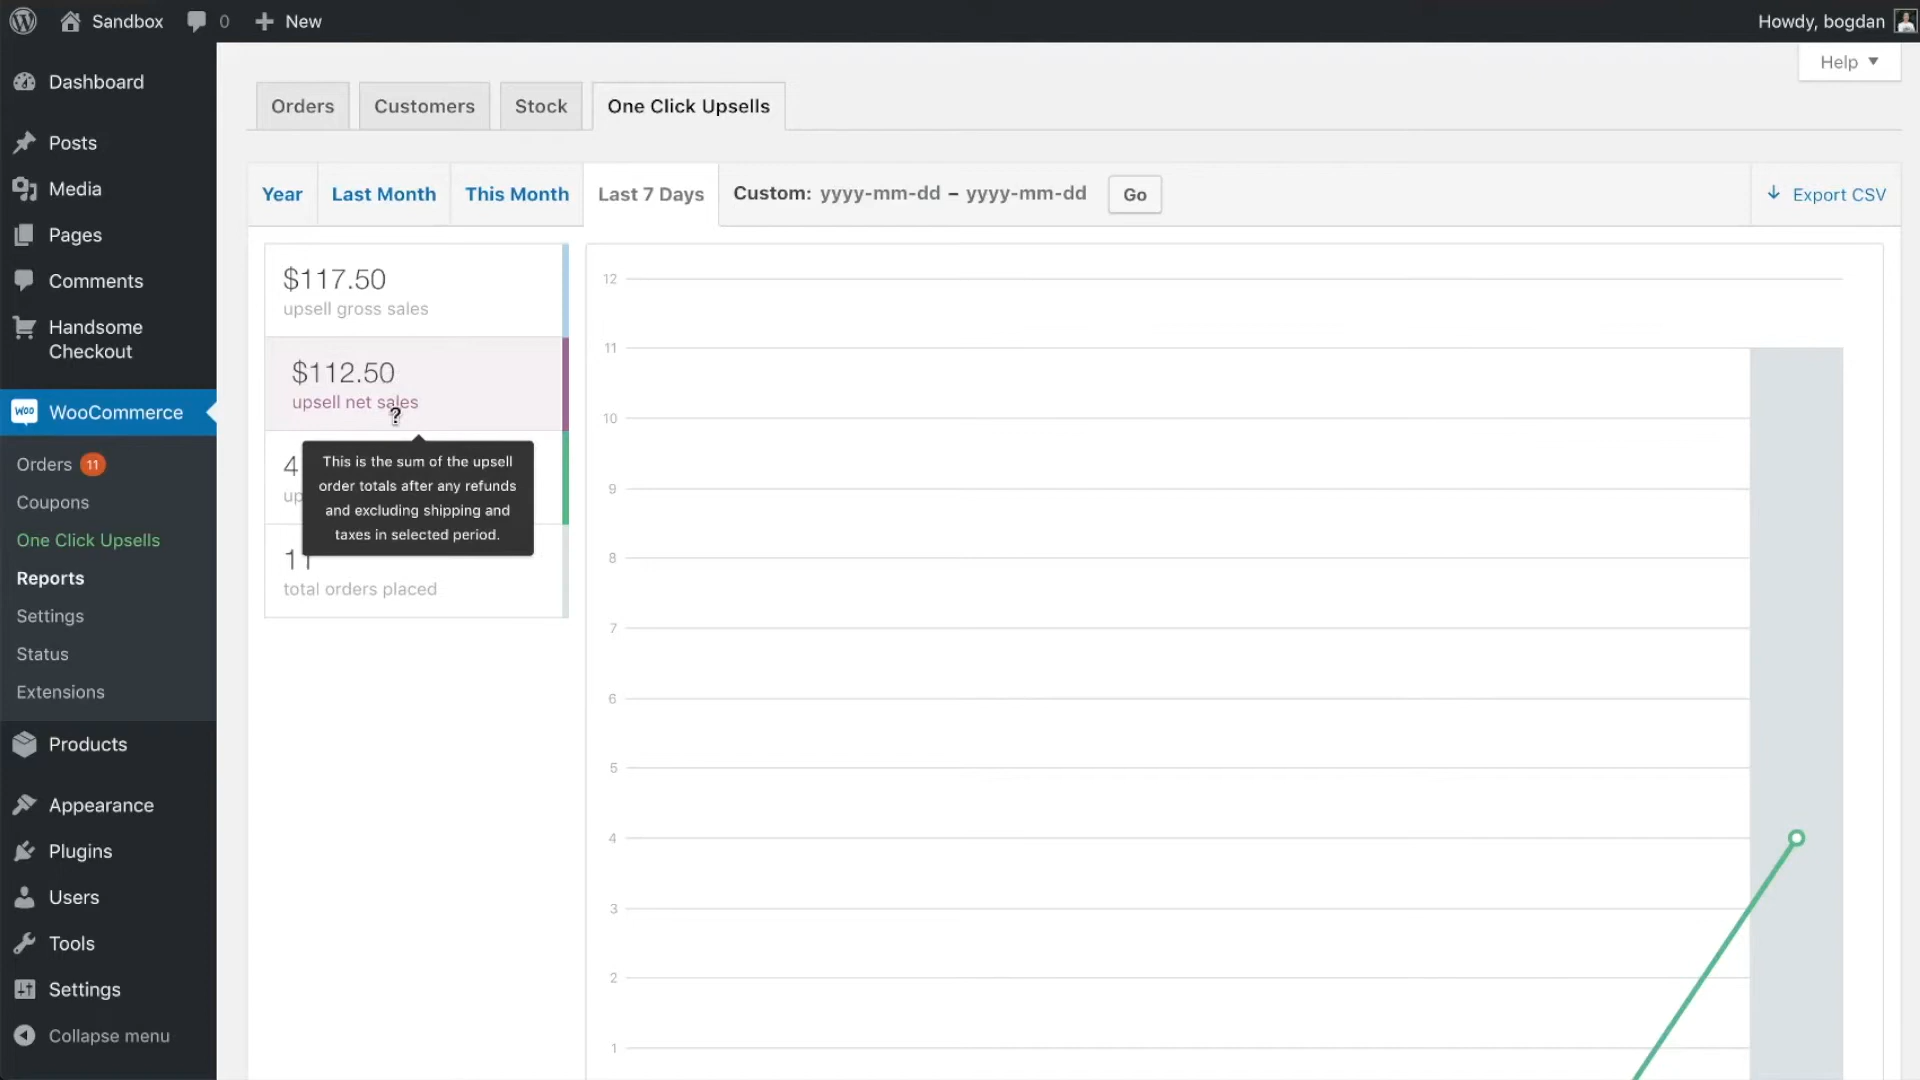 Sandbox
0
New
Howdy, bogdan
Help
Dashboard
Posts
Media
Pages
Comments
Handsome
Checkout
WooCommerce
Orders 11
Coupons
One Click Upsells
Reports
Settings
Status
Extensions
Products
Appearance
Plugins
Users
Tools
Settings
Collapse menu
Orders
Customers
Stock
One Click Upsells
Year
Last Month
This Month
Last 7 Days
Custom: yyyy-mm-dd – yyyy-mm-dd
Go
Export CSV
$117.50
upsell gross sales
$112.50
upsell net sales
?
This is the sum of the upsell
order totals after any refunds
and excluding shipping and
taxes in selected period.
4
11
total orders placed
12
11
10
9
8
7
6
5
4
3
2
1